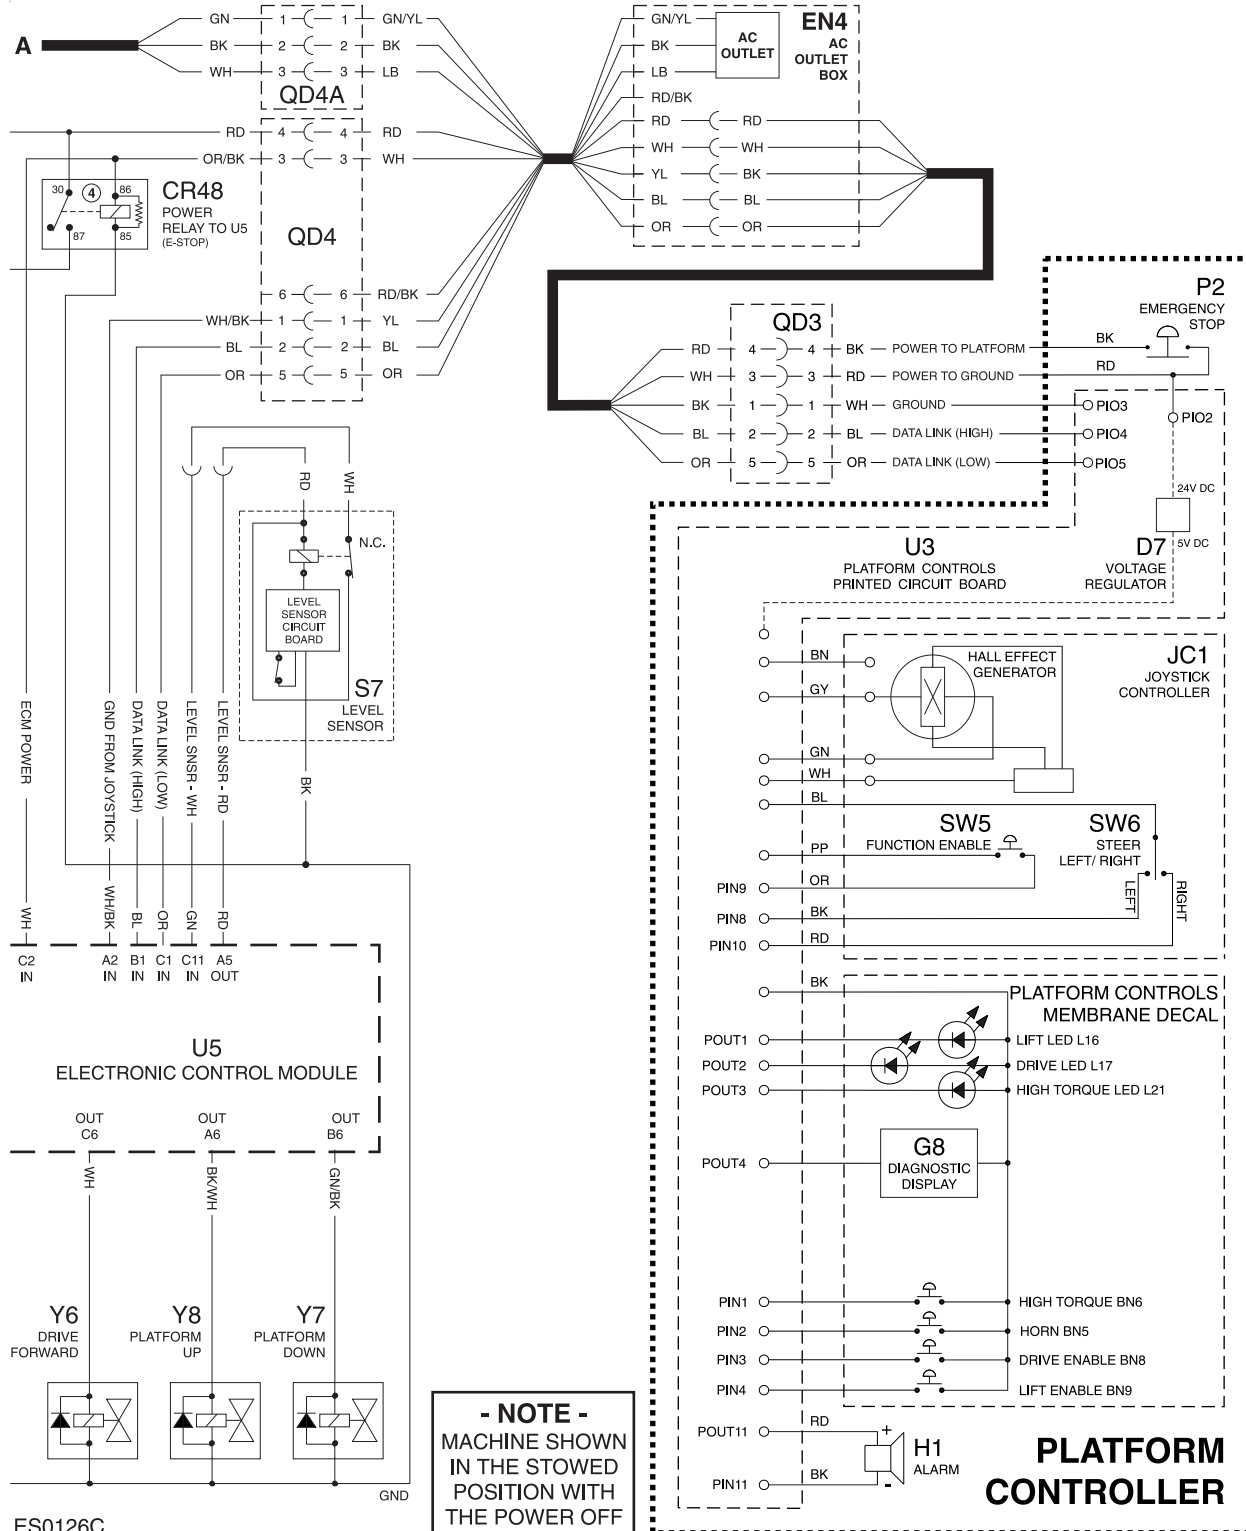 A
GN 1 1 GN/YL
BK 2 2 BK
WH 3 3 LB
QD4A
GN/YL
BK
LB
RD/BK
AC
OUTLET
EN4
AC
OUTLET
BOX
RD RD
WH WH
YL BK
BL BL
OR OR
RD 4 4 RD
OR/BK 3 3 WH
30 4 86
87 85
CR48
POWER
RELAY TO U5
(E-STOP)
QD4
6 6 RD/BK
WH/BK 1 1 YL
BL 2 2 BL
OR 5 5 OR
QD3
RD 4 4 BK POWER TO PLATFORM BK
WH 3 3 RD POWER TO GROUND RD
BK 1 1 WH GROUND PIO3
BL 2 2 BL DATA LINK (HIGH) PIO4
OR 5 5 OR DATA LINK (LOW) PIO5
P2
EMERGENCY
STOP
PIO2
24V DC
5V DC
D7
VOLTAGE
REGULATOR
U3
PLATFORM CONTROLS
PRINTED CIRCUIT BOARD
RD
WH
N.C.
LEVEL
SENSOR
CIRCUIT
BOARD
S7
LEVEL
SENSOR
BK
ECM POWER
GND FROM JOYSTICK
DATA LINK (HIGH)
DATA LINK (LOW)
LEVEL SNSR - WH
LEVEL SNSR - RD
WH
WH/BK
BL
OR
GN
RD
C2
IN
A2
IN
B1
IN
C1
IN
C11
IN
A5
OUT
U5
ELECTRONIC CONTROL MODULE
OUT
C6
OUT
A6
OUT
B6
WH
BK/WH
GN/BK
Y6
DRIVE
FORWARD
Y8
PLATFORM
UP
Y7
PLATFORM
DOWN
GND
ES0126C
- NOTE -
MACHINE SHOWN
IN THE STOWED
POSITION WITH
THE POWER OFF
BN
GY
GN
WH
BL
HALL EFFECT
GENERATOR
JC1
JOYSTICK
CONTROLLER
SW5
FUNCTION ENABLE
SW6
STEER
LEFT/ RIGHT
PP
PIN9 OR
PIN8 BK
PIN10 RD
LEFT
RIGHT
BK
PLATFORM CONTROLS
MEMBRANE DECAL
POUT1 LIFT LED L16
POUT2 DRIVE LED L17
POUT3 HIGH TORQUE LED L21
POUT4
G8
DIAGNOSTIC
DISPLAY
PIN1 HIGH TORQUE BN6
PIN2 HORN BN5
PIN3 DRIVE ENABLE BN8
PIN4 LIFT ENABLE BN9
POUT11 RD +
H1
ALARM
PIN11 BK -
PLATFORM
CONTROLLER